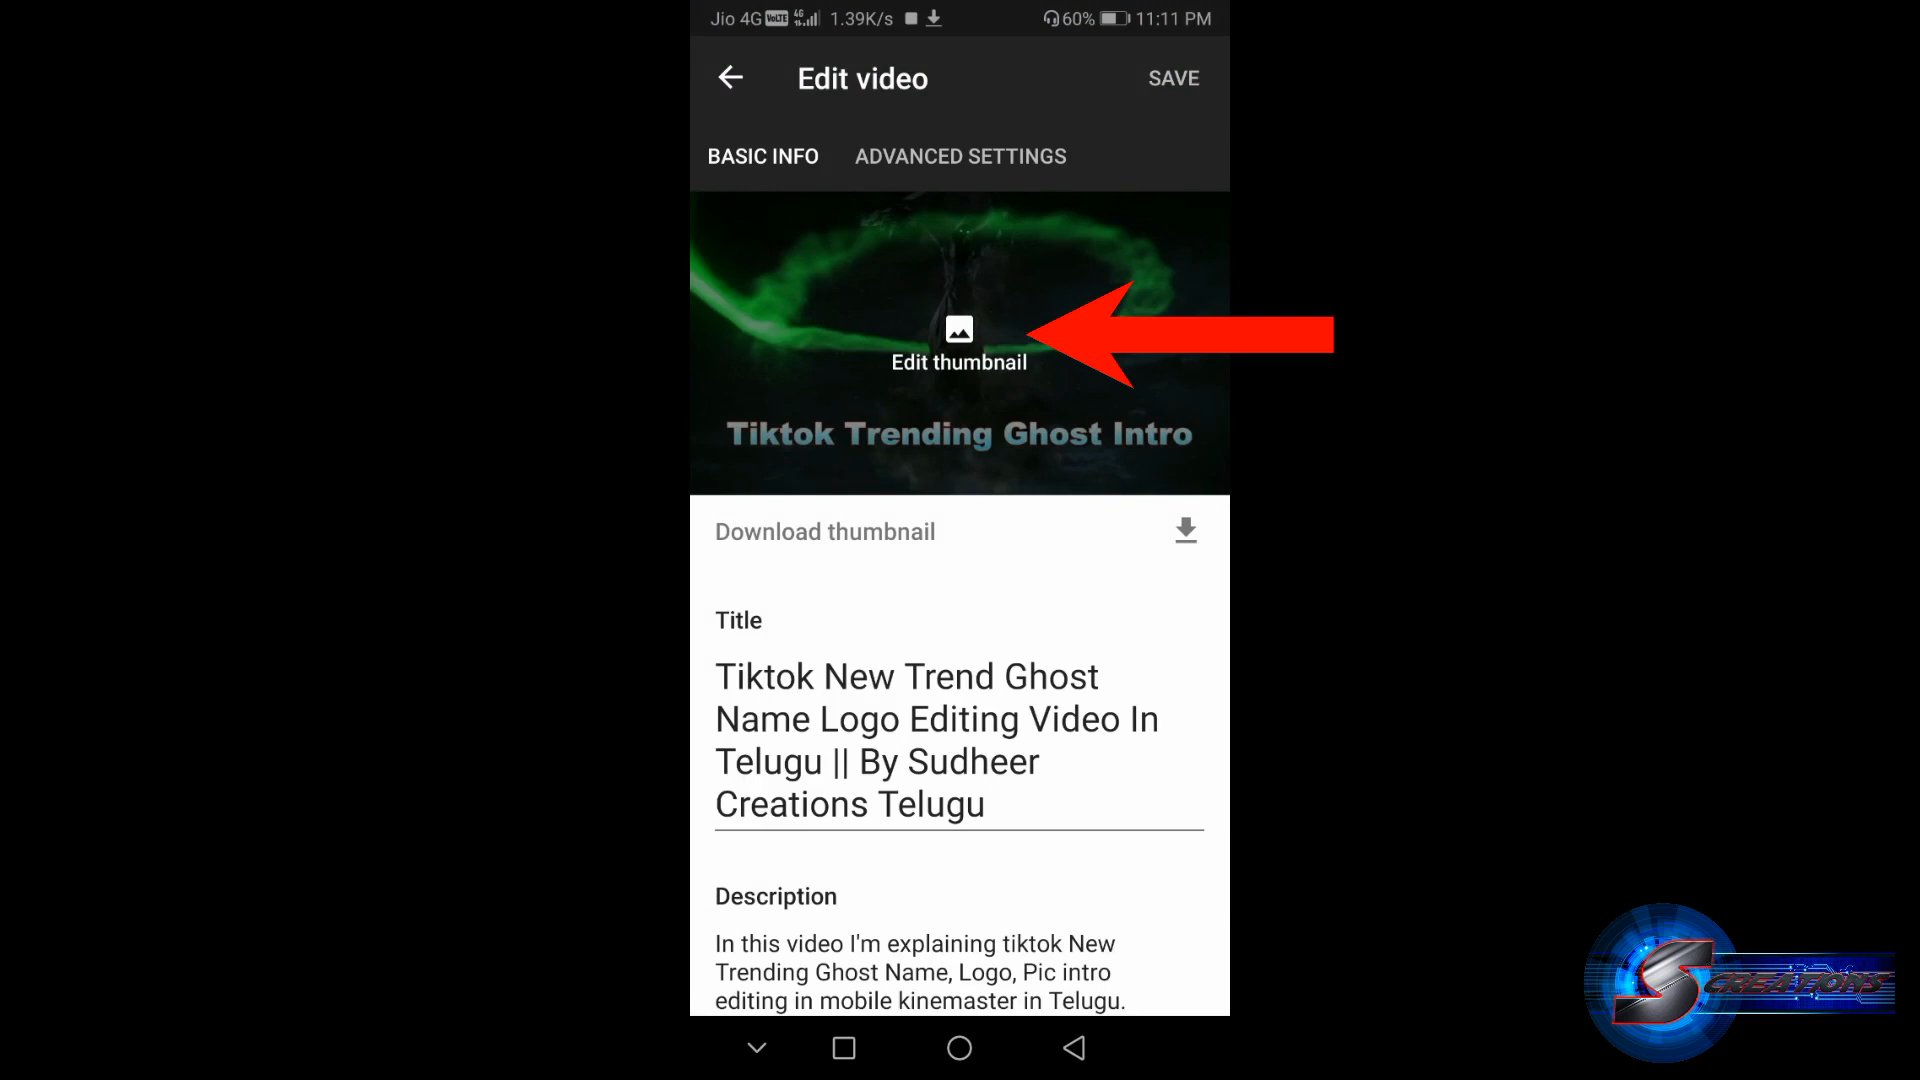 Jio 4G VoLTE 4G 1.39K/s 60% 11:11 PM
Edit video SAVE
BASIC INFO ADVANCED SETTINGS
Edit thumbnail
Tiktok Trending Ghost Intro
Download thumbnail
Title
Tiktok New Trend Ghost
Name Logo Editing Video In
Telugu || By Sudheer
Creations Telugu
Description
In this video I'm explaining tiktok New
Trending Ghost Name, Logo, Pic intro
editing in mobile kinemaster in Telugu.
S CREATIONS